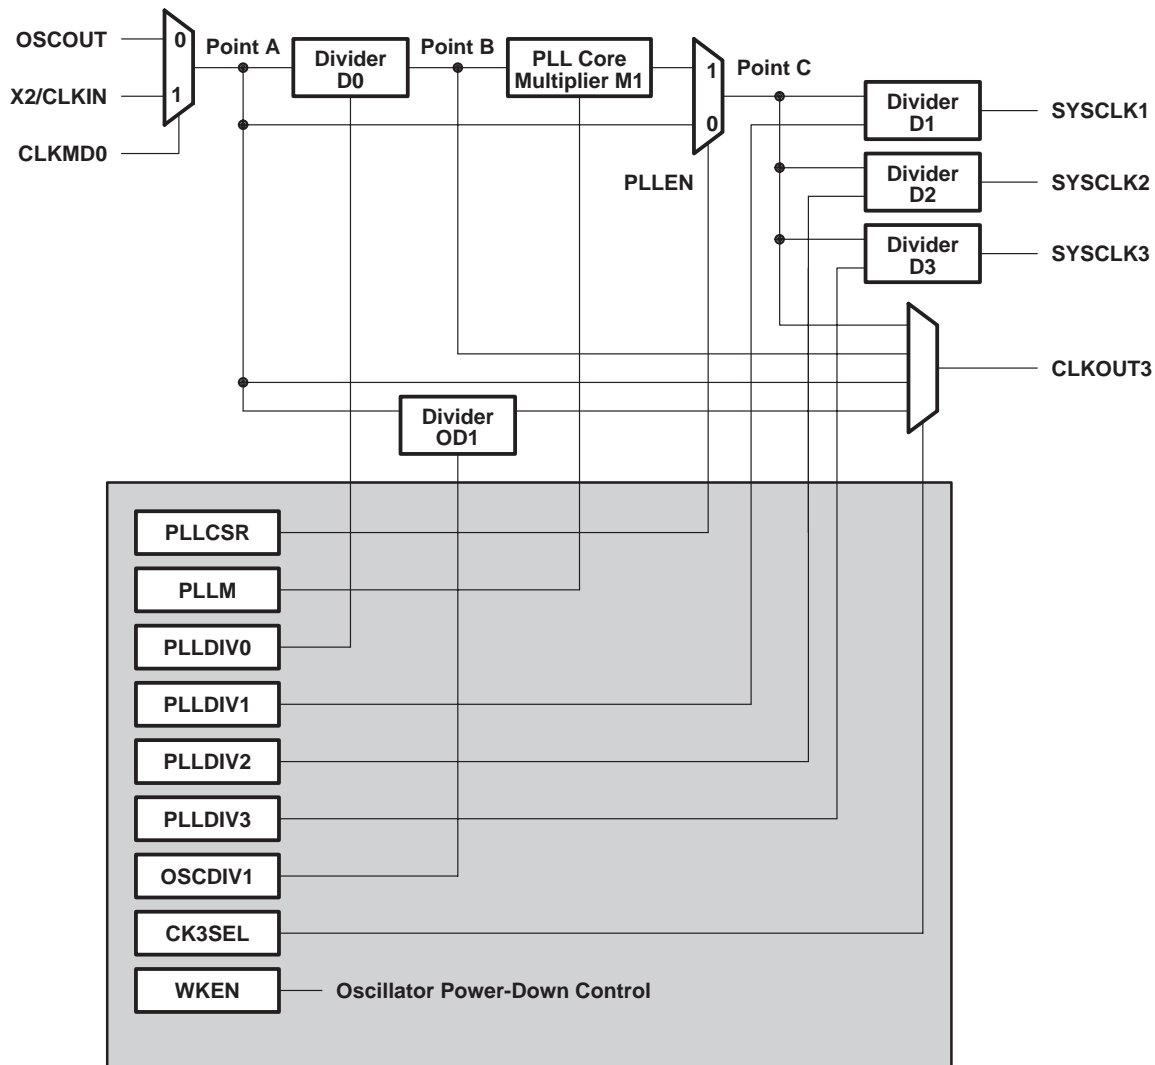 OSCOUT
0
Point A
Divider
D0
Point B
PLL Core
Multiplier M1
1
Point C
X2/CLKIN
1
0
Divider
D1
SYSCLK1
CLKMD0
PLLEN
Divider
D2
SYSCLK2
Divider
D3
SYSCLK3
CLKOUT3
Divider
OD1
PLLCSR
PLLM
PLLDIV0
PLLDIV1
PLLDIV2
PLLDIV3
OSCDIV1
CK3SEL
WKEN
Oscillator Power-Down Control